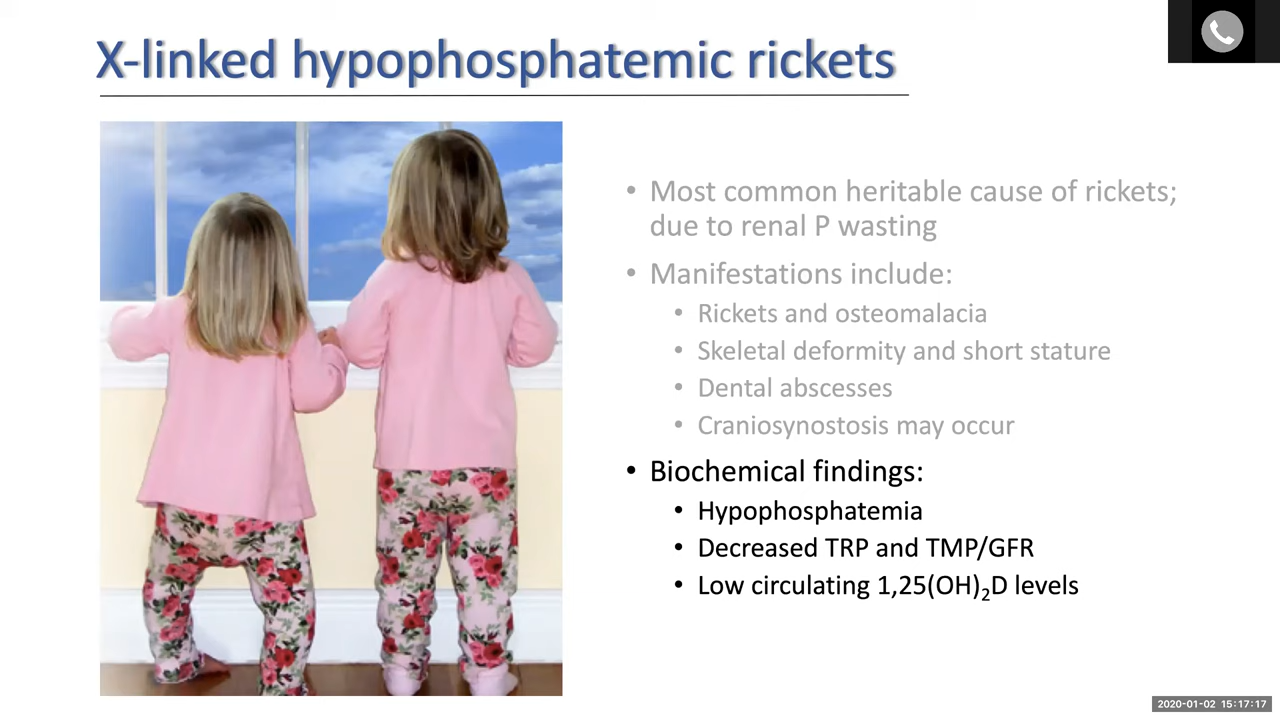 X-linked hypophosphatemic rickets
• Most common heritable cause of rickets;
due to renal P wasting
• Manifestations include:
• Rickets and osteomalacia
• Skeletal deformity and short stature
• Dental abscesses
• Craniosynostosis may occur
• Biochemical findings:
• Hypophosphatemia
• Decreased TRP and TMP/GFR
• Low circulating 1,25(OH)₂D levels
2020-01-02 15:17:17